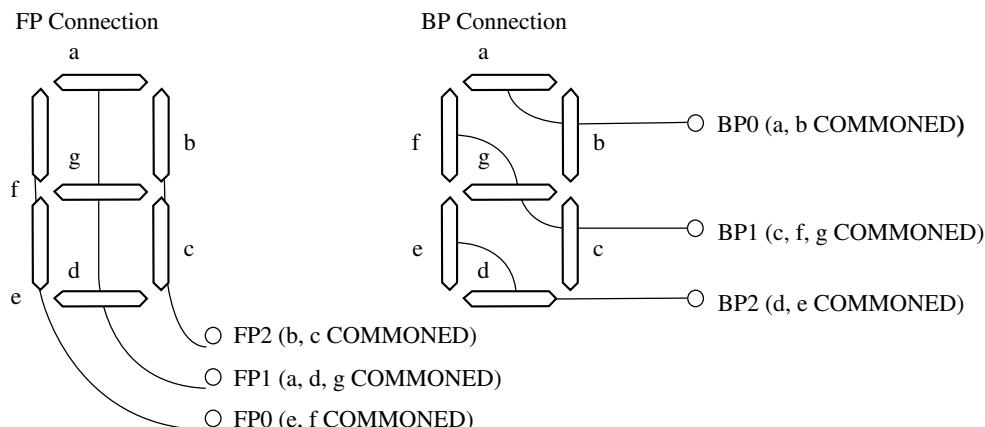 FP Connection
a
b
g
f
d
c
e
FP2 (b, c COMMONED)
FP1 (a, d, g COMMONED)
FP0 (e, f COMMONED)
BP Connection
a
BP0 (a, b COMMONED)
f
b
g
BP1 (c, f, g COMMONED)
e
c
d
BP2 (d, e COMMONED)